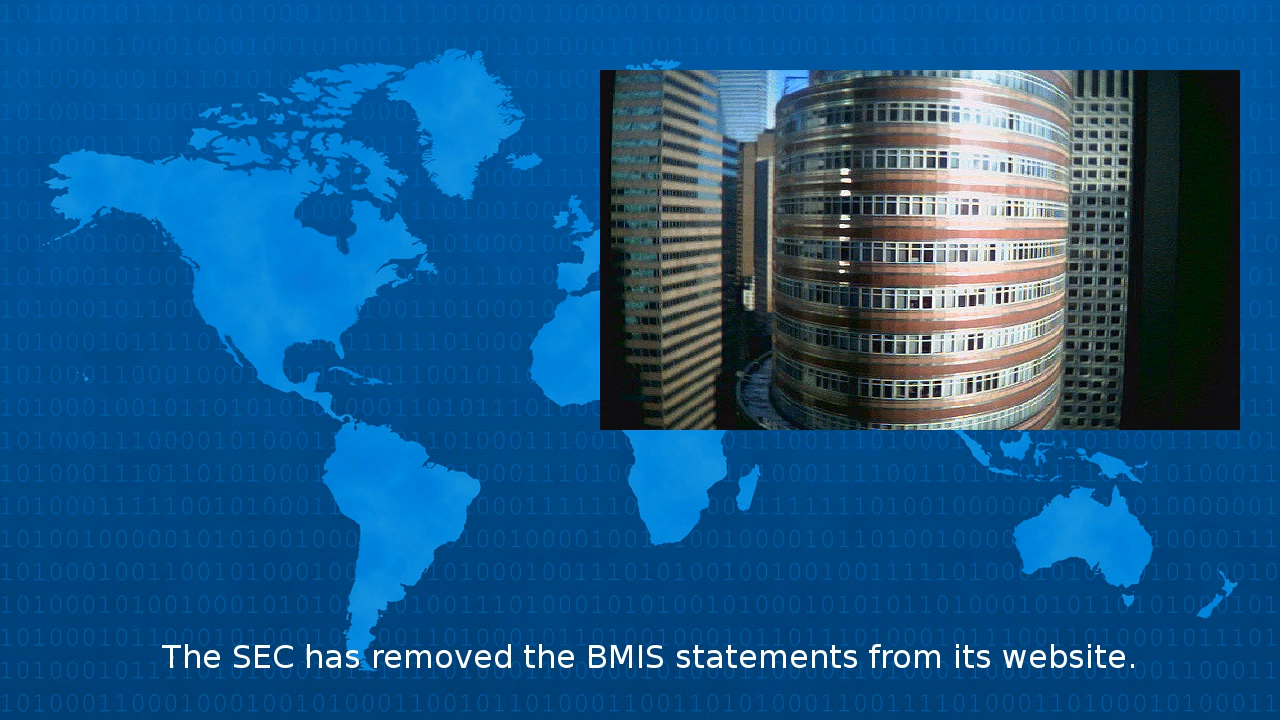 The SEC has removed the BMIS statements from its website.